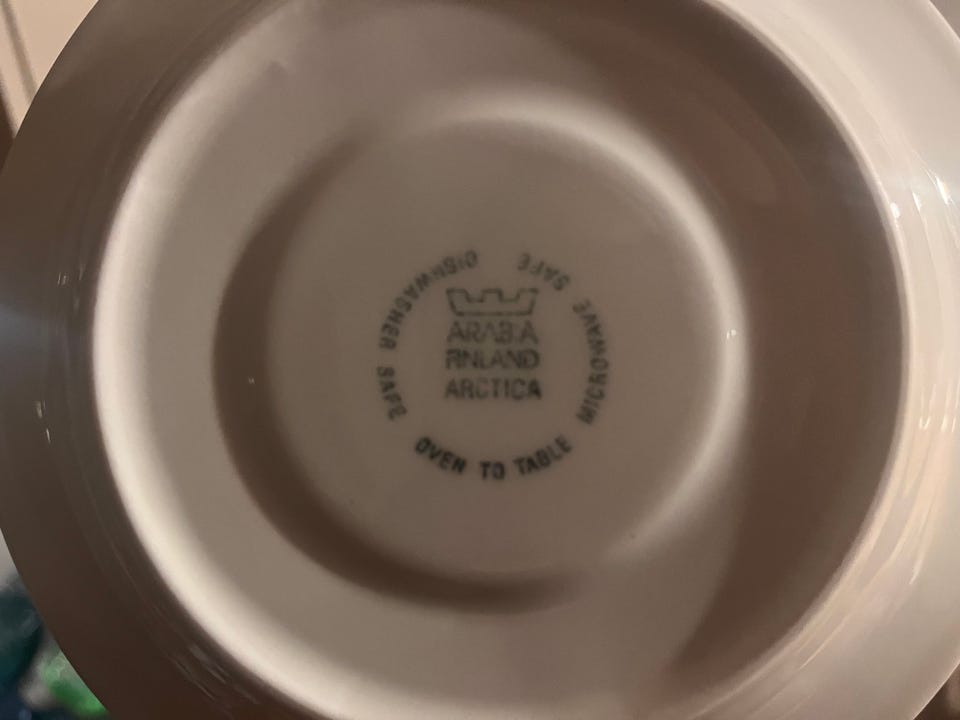 ARABIA
FINLAND
ARCTICA
DISHWASHER SAFE
OVEN TO TABLE
MICROWAVE SAFE